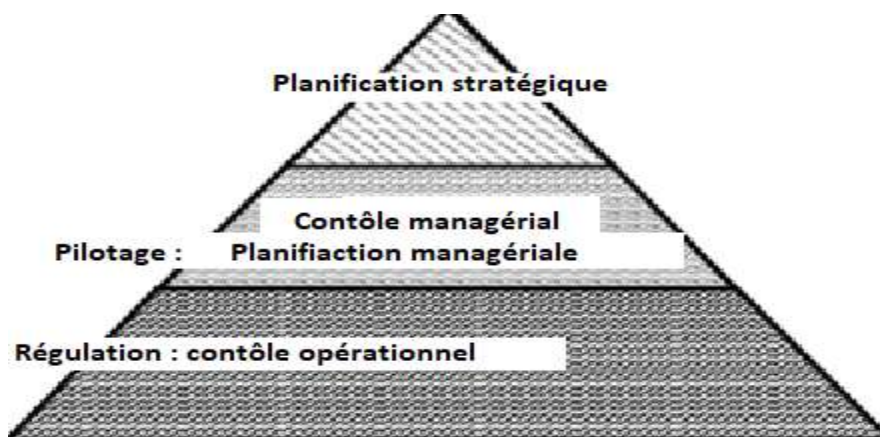 Planification stratégique
Contôle managérial
Pilotage : Planifiaction managériale
Régulation : contôle opérationnel